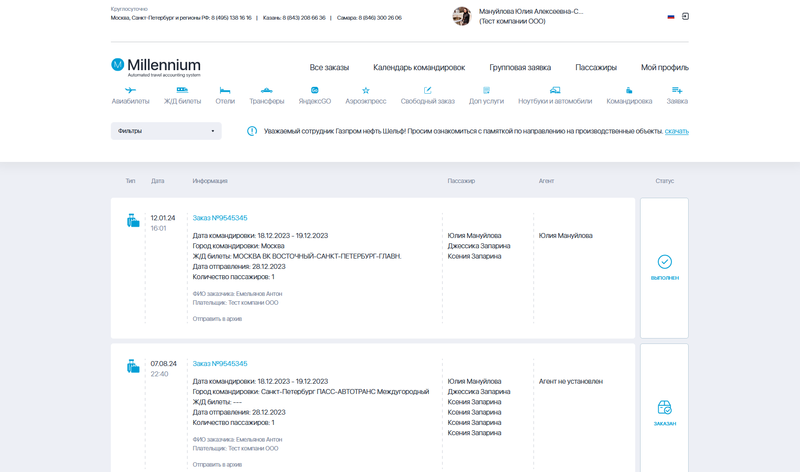 Круглосуточно
Москва, Санкт-Петербург и регионы РФ: 8 (495) 138 16 16 | Казань: 8 (843) 208 66 36 | Самара: 8 (846) 300 26 06
Мануйлова Юлия Алексеевна-С...
(Тест компании ООО)
Millennium
Automated travel accounting system
Все заказы Календарь командировок Групповая заявка Пассажиры Мой профиль
Авиабилеты Ж/Д билеты Отели Трансферы ЯндексGO Аэроэкспресс Свободный заказ Доп услуги Ноутбуки и автомобили Командировка Заявка
Фильтры
Уважаемый сотрудник Газпром нефть Шельф! Просим ознакомиться с памяткой по направлению на производственные объекты. скачать
Тип Дата Информация Пассажир Агент Статус
12.01.24
16:01
Заказ №9545345
Дата командировки: 18.12.2023 - 19.12.2023
Город командировки: Москва
Ж/Д билеты: МОСКВА ВК ВОСТОЧНЫЙ-САНКТ-ПЕТЕРБУРГ-ГЛАВН.
Дата отправления: 28.12.2023
Количество пассажиров: 1
ФИО заказчика: Емельянов Антон
Плательщик: Тест компани ООО
Отправить в архив
Юлия Мануйлова
Джессика Запарина
Ксения Запарина
Юлия Мануйлова
ВЫПОЛНЕН
07.08.24
22:40
Заказ №9545345
Дата командировки: 18.12.2023 - 19.12.2023
Город командировки: Санкт-Петербург ПАСС-АВТОТРАНС Междугородный
Ж/Д билеты: ---
Дата отправления: 28.12.2023
Количество пассажиров: 1
ФИО заказчика: Емельянов Антон
Плательщик: Тест компани ООО
Отправить в архив
Юлия Мануйлова
Джессика Запарина
Ксения Запарина
Ксения Запарина
Ксения Запарина
Ксения Запарина
Агент не установлен
ЗАКАЗАН